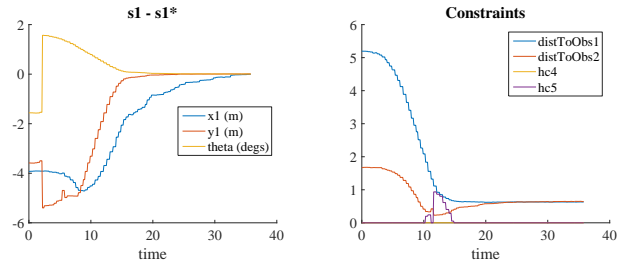 s1 - s1*
0
-2
-4
-6
0 10 20 30 40
time
x1 (m)
y1 (m)
theta (degs)
Constraints
6
5
4
3
2
1
0
0 10 20 30 40
time
distToObs1
distToObs2
hc4
hc5